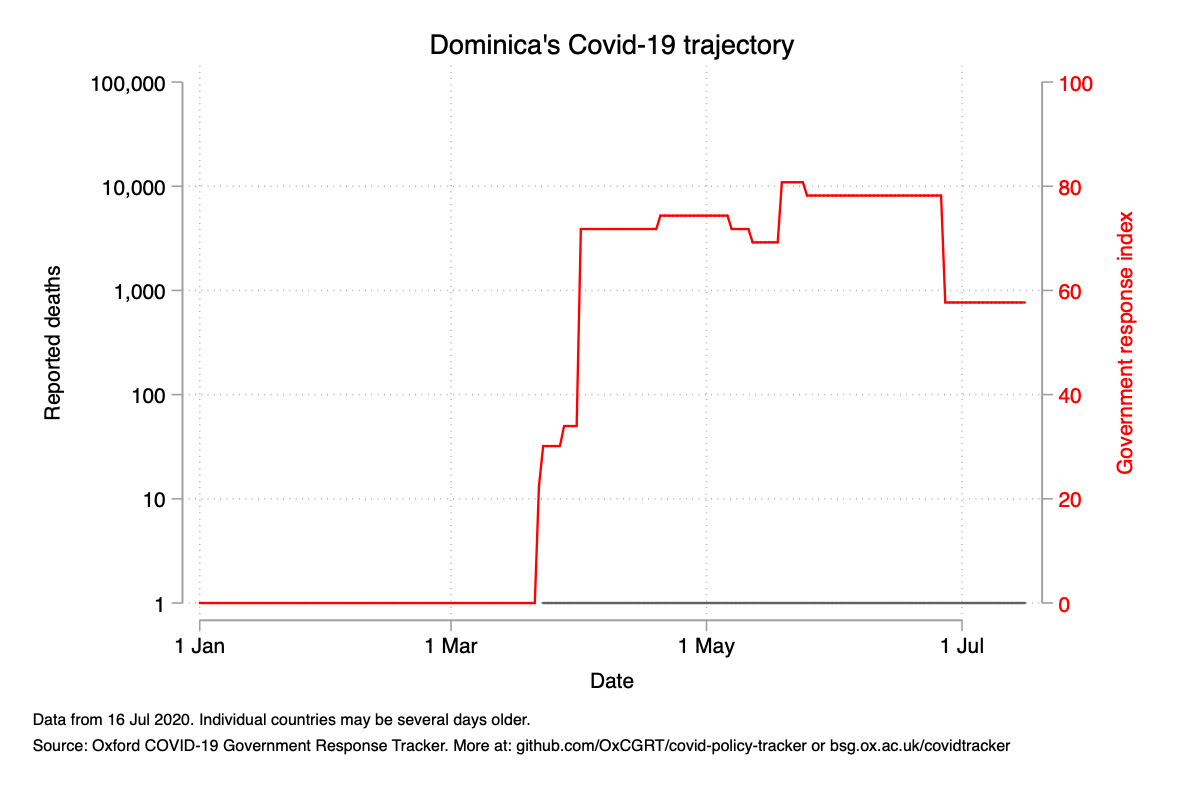 Dominica's Covid-19 trajectory
100,000
10,000
1,000
100
10
1
Reported deaths
100
80
60
40
20
0
Government response index
1 Jan
1 Mar
1 May
1 Jul
Date
Data from 16 Jul 2020. Individual countries may be several days older.
Source: Oxford COVID-19 Government Response Tracker. More at: github.com/OxCGRT/covid-policy-tracker or bsg.ox.ac.uk/covidtracker